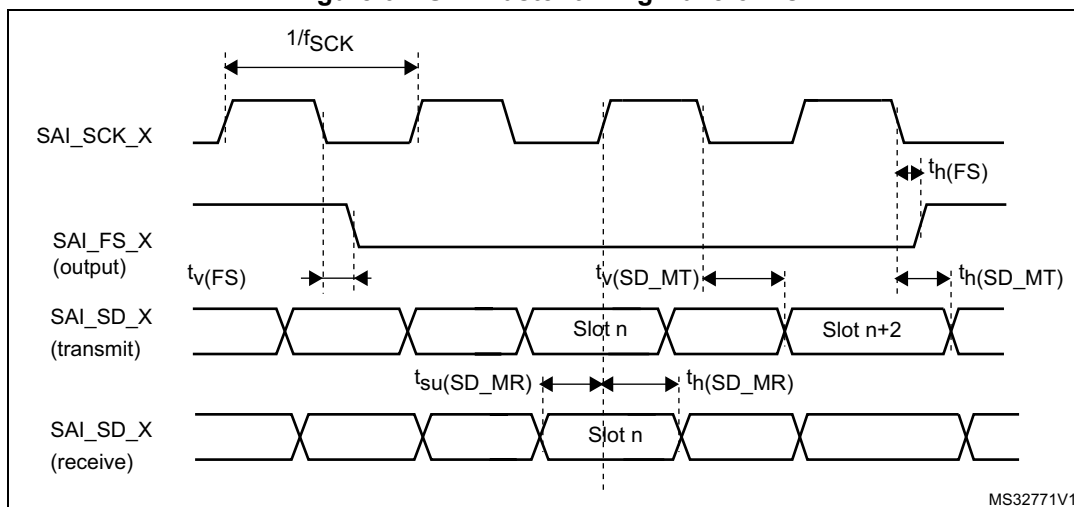 1/fSCK
SAI_SCK_X
th(FS)
SAI_FS_X
(output)
tv(FS)
tv(SD_MT)
th(SD_MT)
SAI_SD_X
(transmit)
Slot n
Slot n+2
tsu(SD_MR)
th(SD_MR)
SAI_SD_X
(receive)
Slot n
MS32771V1